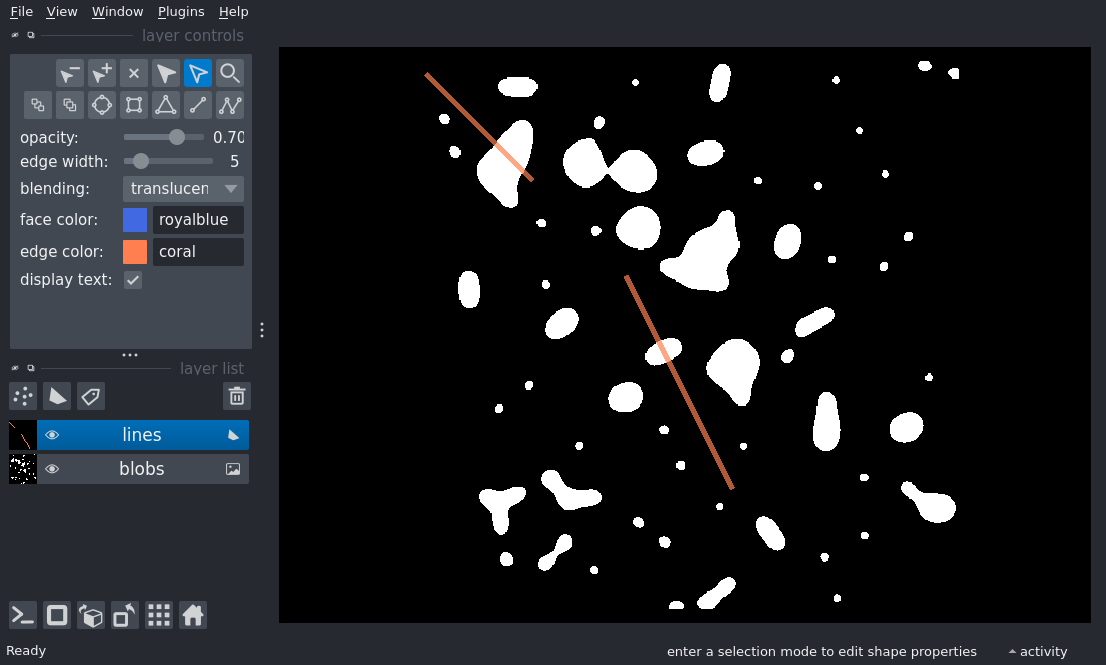 File View Window Plugins Help
layer controls
opacity: 0.70
edge width: 5
blending: translucen
face color: royalblue
edge color: coral
display text:
layer list
lines
blobs
Ready enter a selection mode to edit shape properties activity